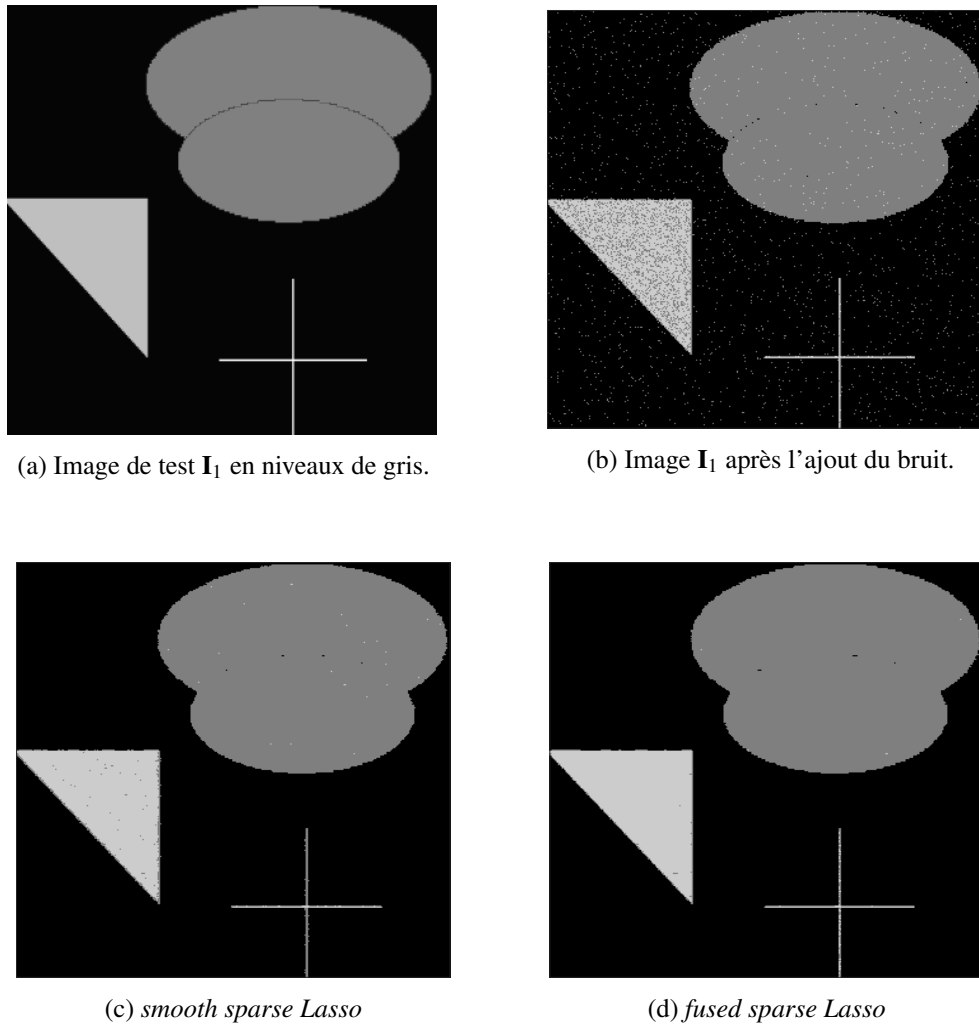 (a) Image de test I₁ en niveaux de gris.
(b) Image I₁ après l'ajout du bruit.
(c) smooth sparse Lasso
(d) fused sparse Lasso